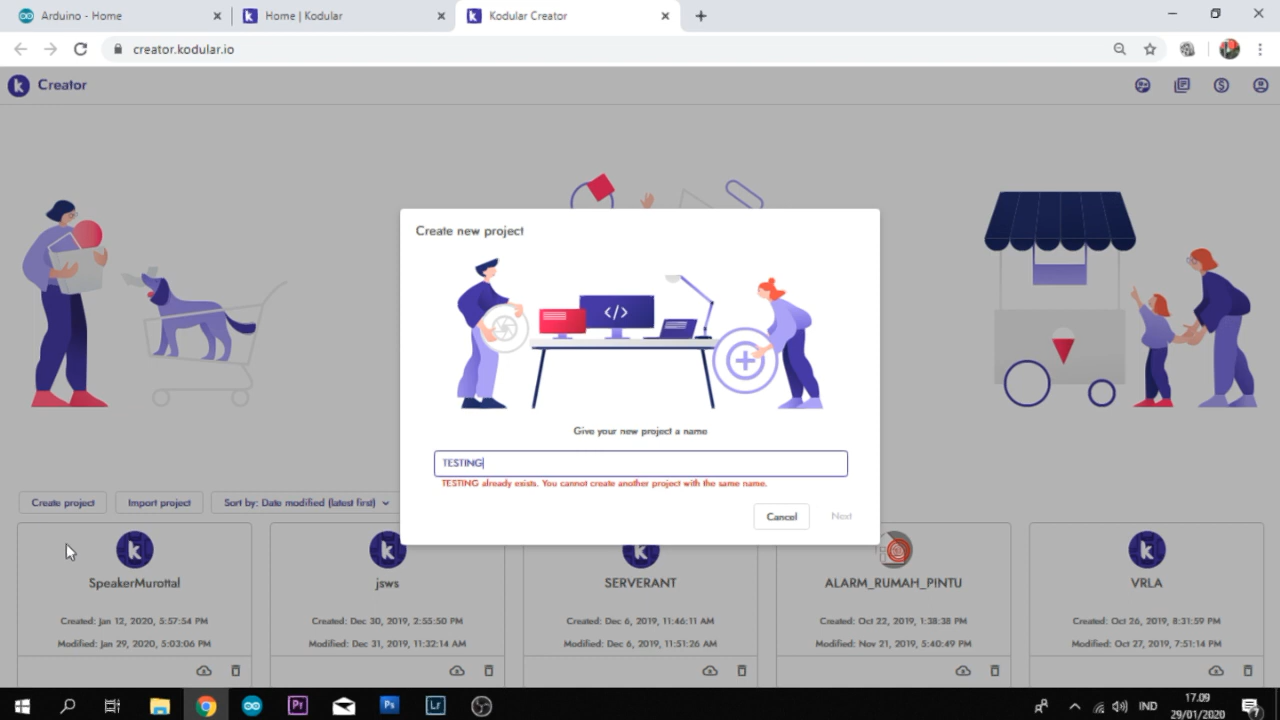 Arduino - Home
Home | Kodular
Kodular Creator
creator.kodular.io
k Creator
Create new project
</>
Give your new project a name
TESTING
TESTING already exists. You cannot create another project with the same name.
Cancel
Next
Create project
Import project
Sort by: Date modified (latest first)
SpeakerMurottal
Created: Jan 12, 2020, 5:57:54 PM
Modified: Jan 29, 2020, 5:03:06 PM
jsws
Created: Dec 30, 2019, 2:55:50 PM
Modified: Dec 31, 2019, 11:32:14 AM
SERVERANT
Created: Dec 6, 2019, 11:46:11 AM
Modified: Dec 6, 2019, 11:51:26 AM
ALARM_RUMAH_PINTU
Created: Oct 22, 2019, 1:38:38 PM
Modified: Nov 21, 2019, 5:40:49 PM
VRLA
Created: Oct 26, 2019, 8:31:59 PM
Modified: Oct 27, 2019, 7:51:14 PM
Pr
Ps
Lr
IND
17.09
29/01/2020
7